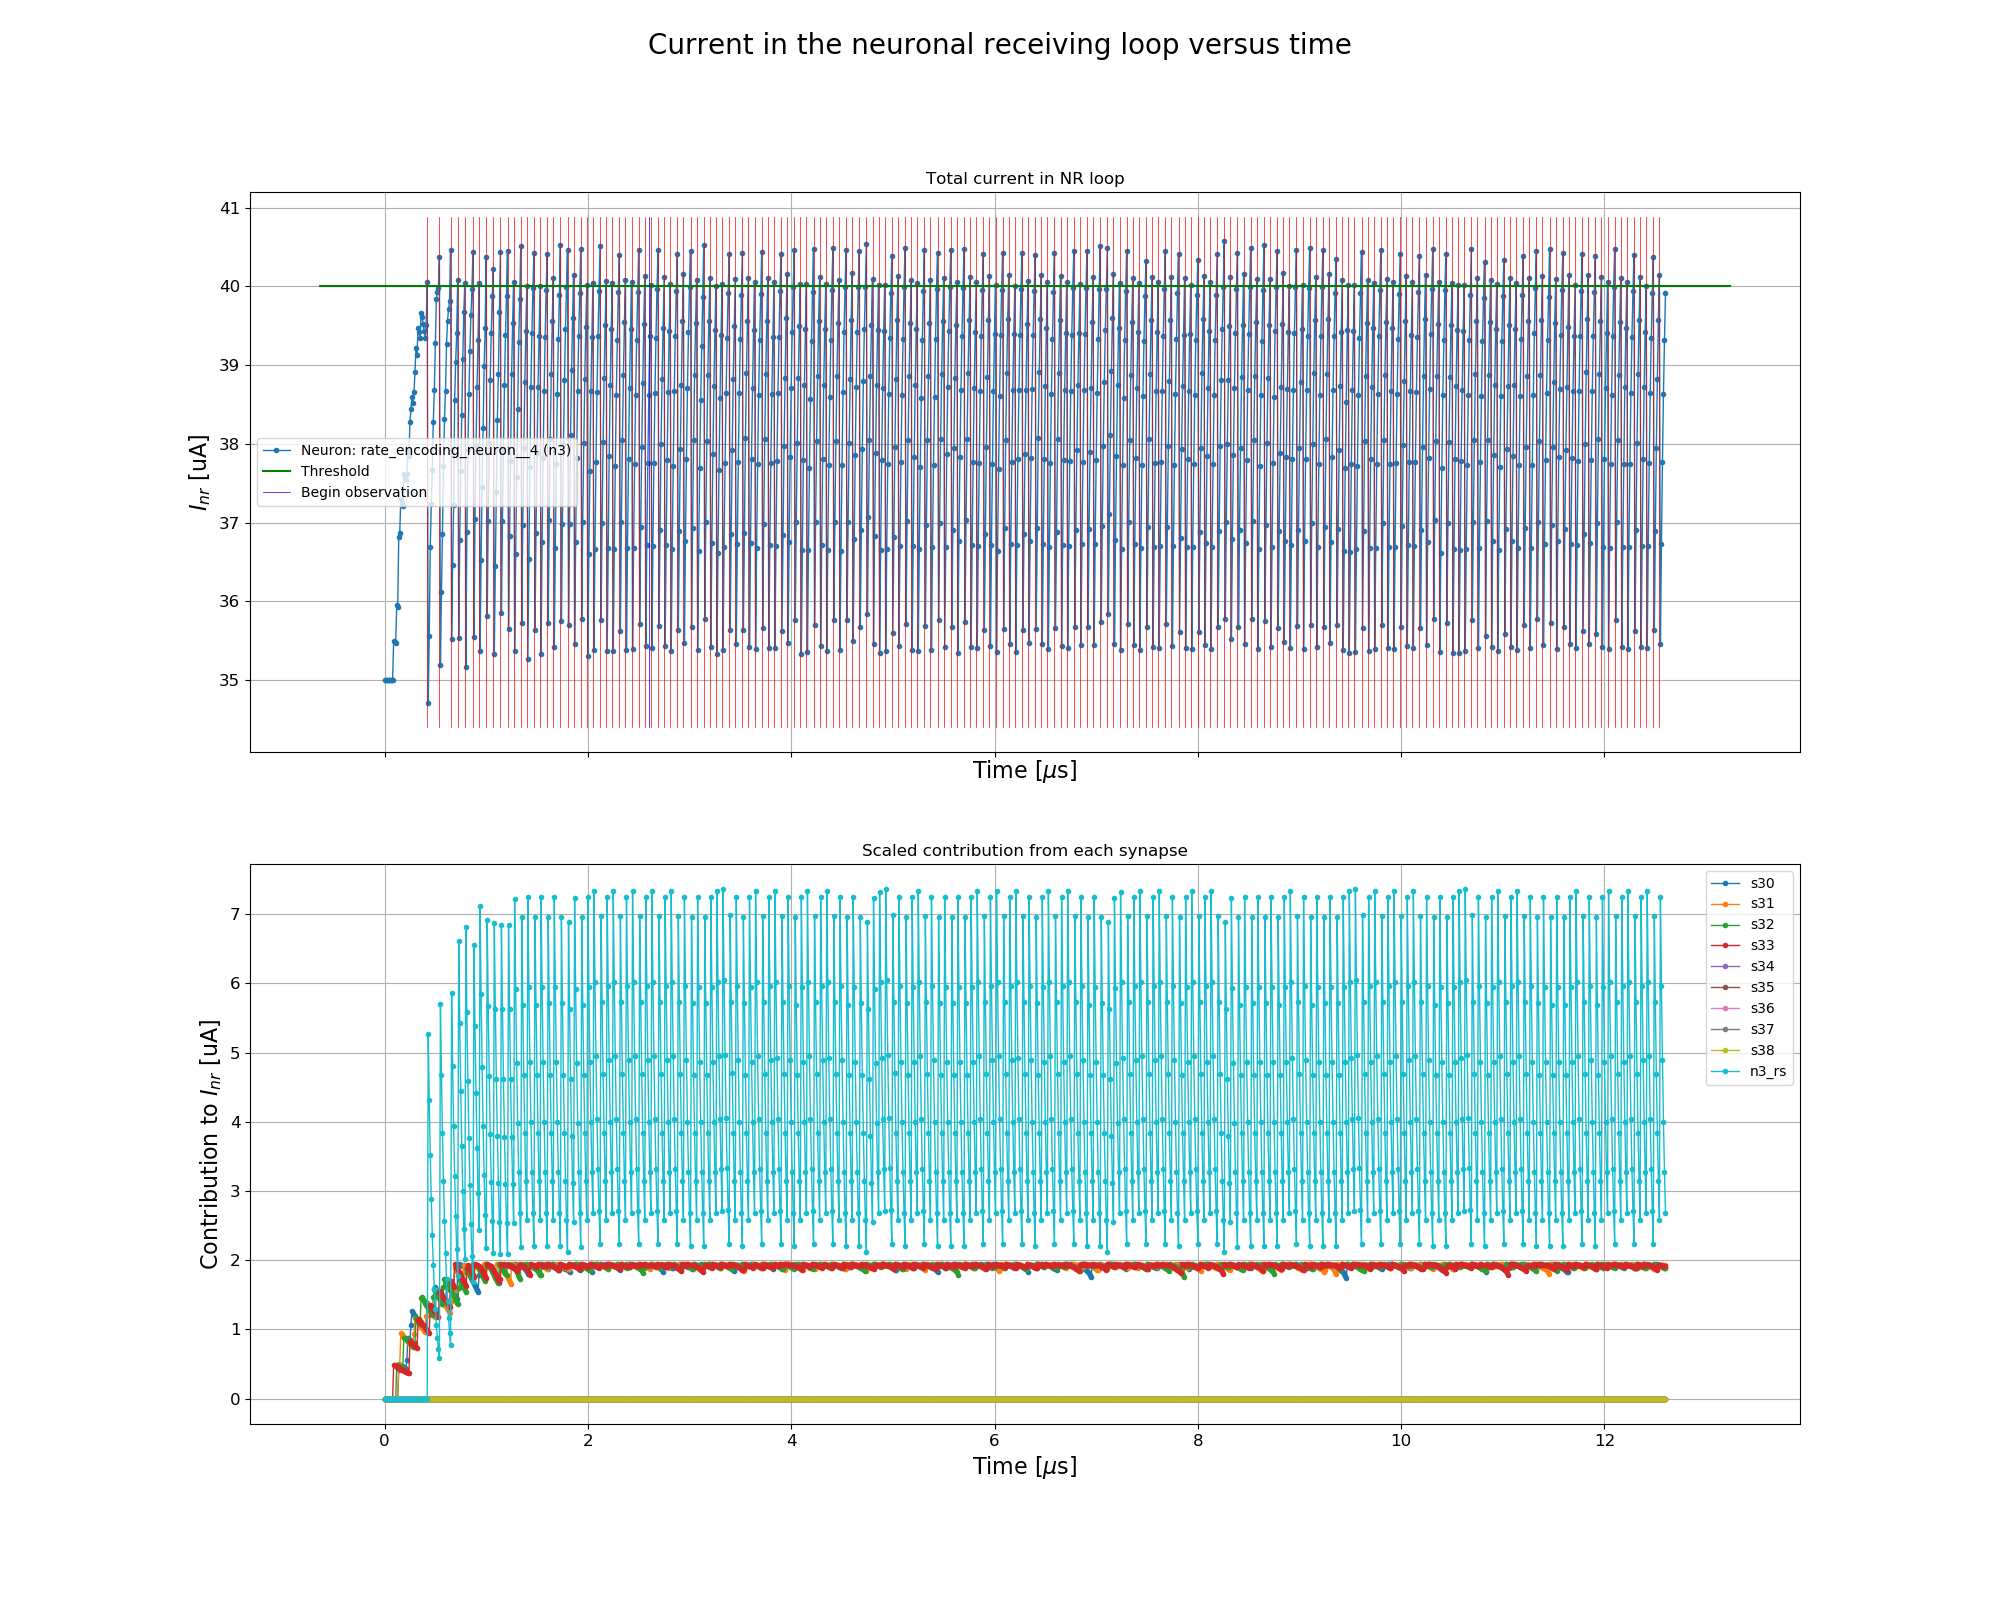 Current in the neuronal receiving loop versus time
Total current in NR loop
41
40
39
38
37
36
35
I_nr [uA]
Neuron: rate_encoding_neuron__4 (n3)
Threshold
Begin observation
Time [μs]
Scaled contribution from each synapse
7
6
5
4
3
2
1
0
Contribution to I_nr [uA]
s30
s31
s32
s33
s34
s35
s36
s37
s38
n3_rs
0 2 4 6 8 10 12
Time [μs]